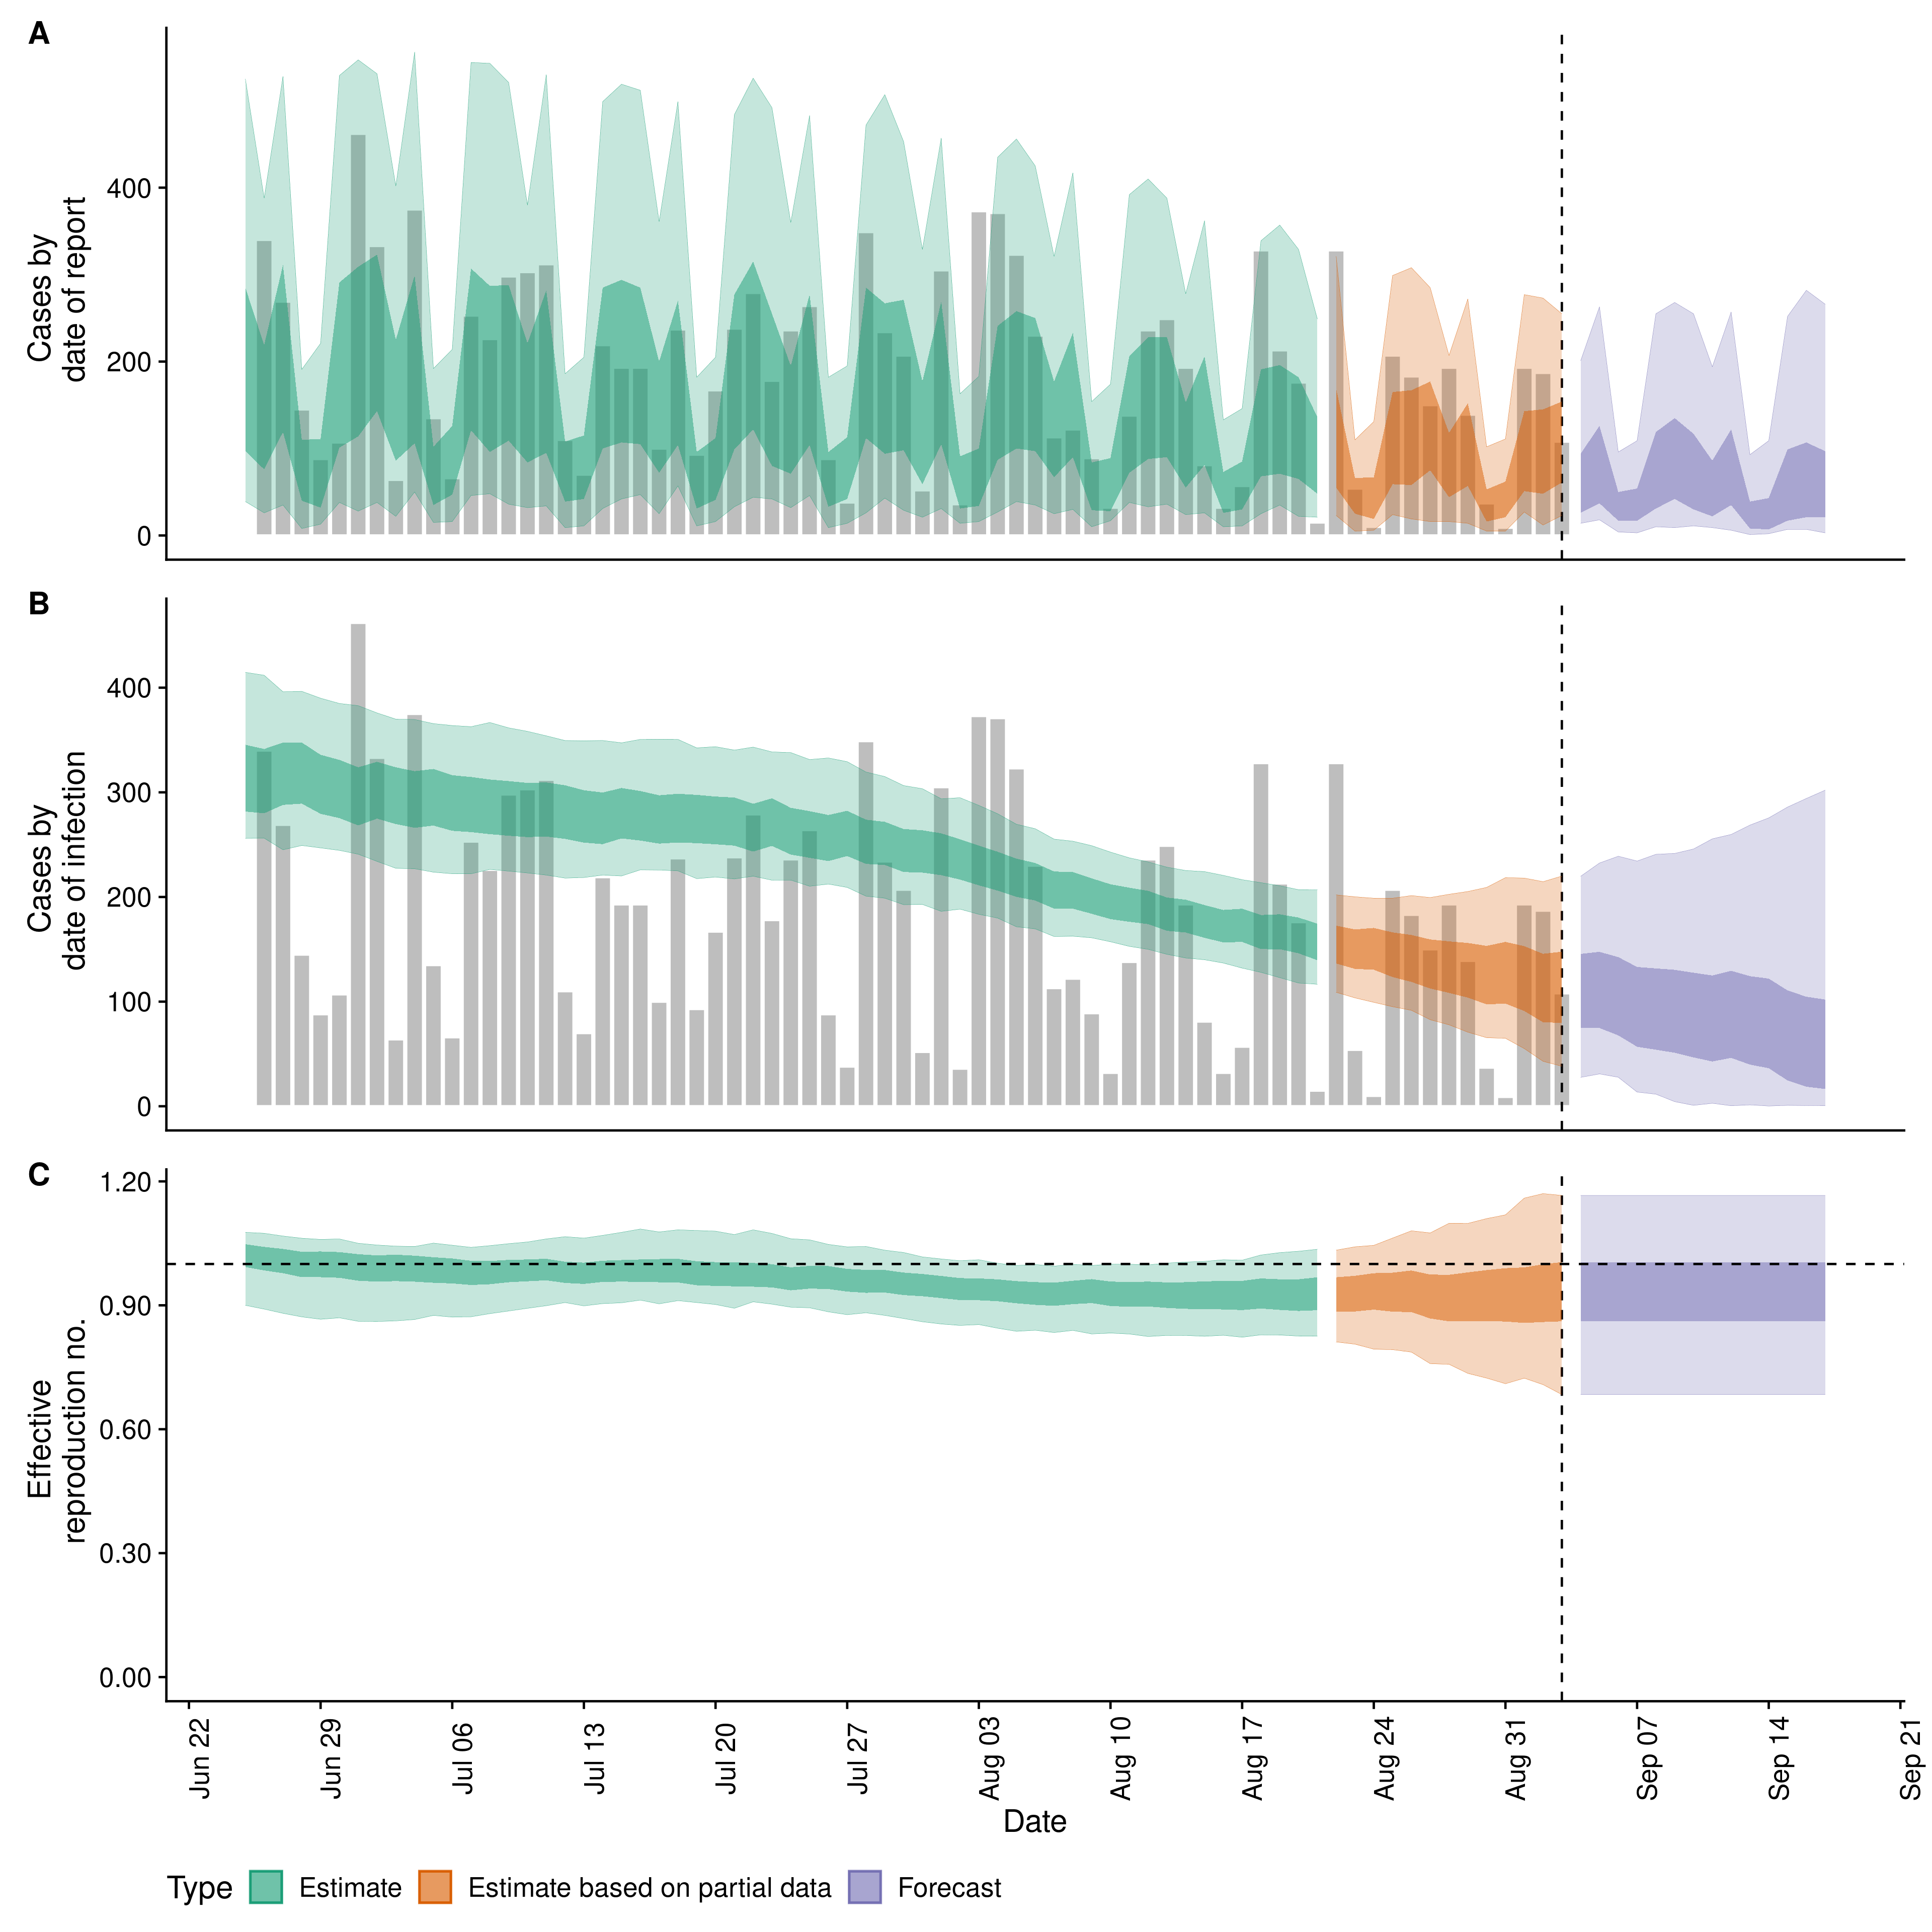 A
Cases by
date of report
400
200
0
B
Cases by
date of infection
400
300
200
100
0
C
Effective
reproduction no.
1.20
0.90
0.60
0.30
0.00
Jun 22
Jun 29
Jul 06
Jul 13
Jul 20
Jul 27
Aug 03
Aug 10
Aug 17
Aug 24
Aug 31
Sep 07
Sep 14
Sep 21
Date
Type Estimate Estimate based on partial data Forecast